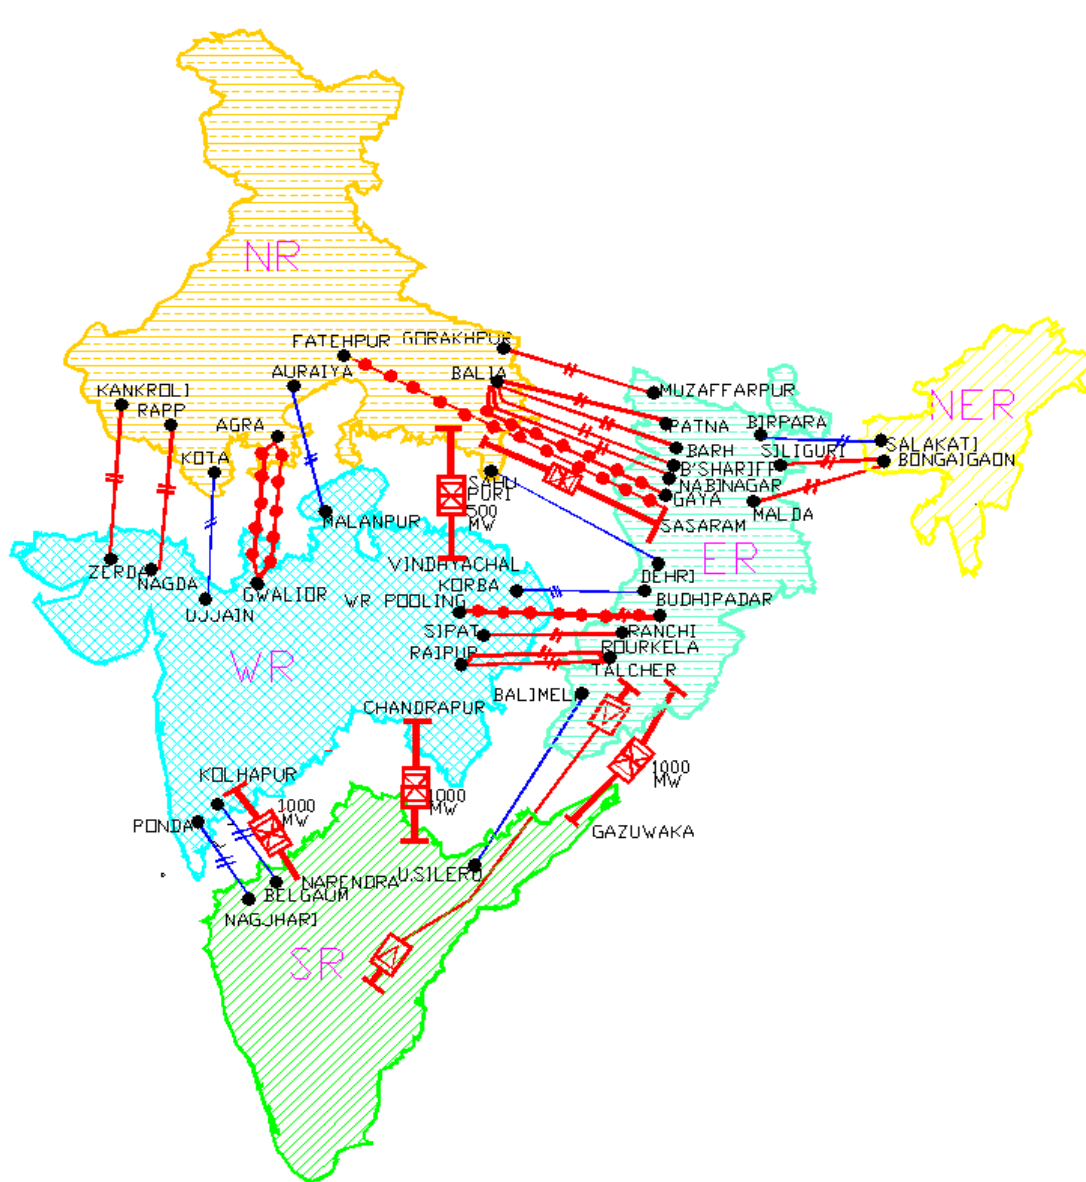 NR
FATEHPUR
GORAKHPUR
AURAIYA
BALIA
KANKROLI
RAPP
MUZAFFARPUR
NER
AGRA
PATNA
BIRPARA
KOTA
BARH
SILIGURI
SALAKATI
B'SHARIFF
BONGAIGAON
SAHU
PURI
500
MW
NABINAGAR
GAYA
MALDA
MALANPUR
SASARAM
ER
VINDHYACHAL
ZERDA
NAGDA
KORBA
DEHRI
GWALIOR
WR POOLING
BUDHIPADAR
UJJAIN
SIPAT
RANCHI
WR
RAIPUR
ROURKELA
TALCHER
BALIMELA
CHANDRAPUR
KOLHAPUR
1000
MW
1000
MW
1000
MW
PONDA
GAZUWAKA
U.SILERU
NARENDRA
BELGAUM
NAGJHARI
SR